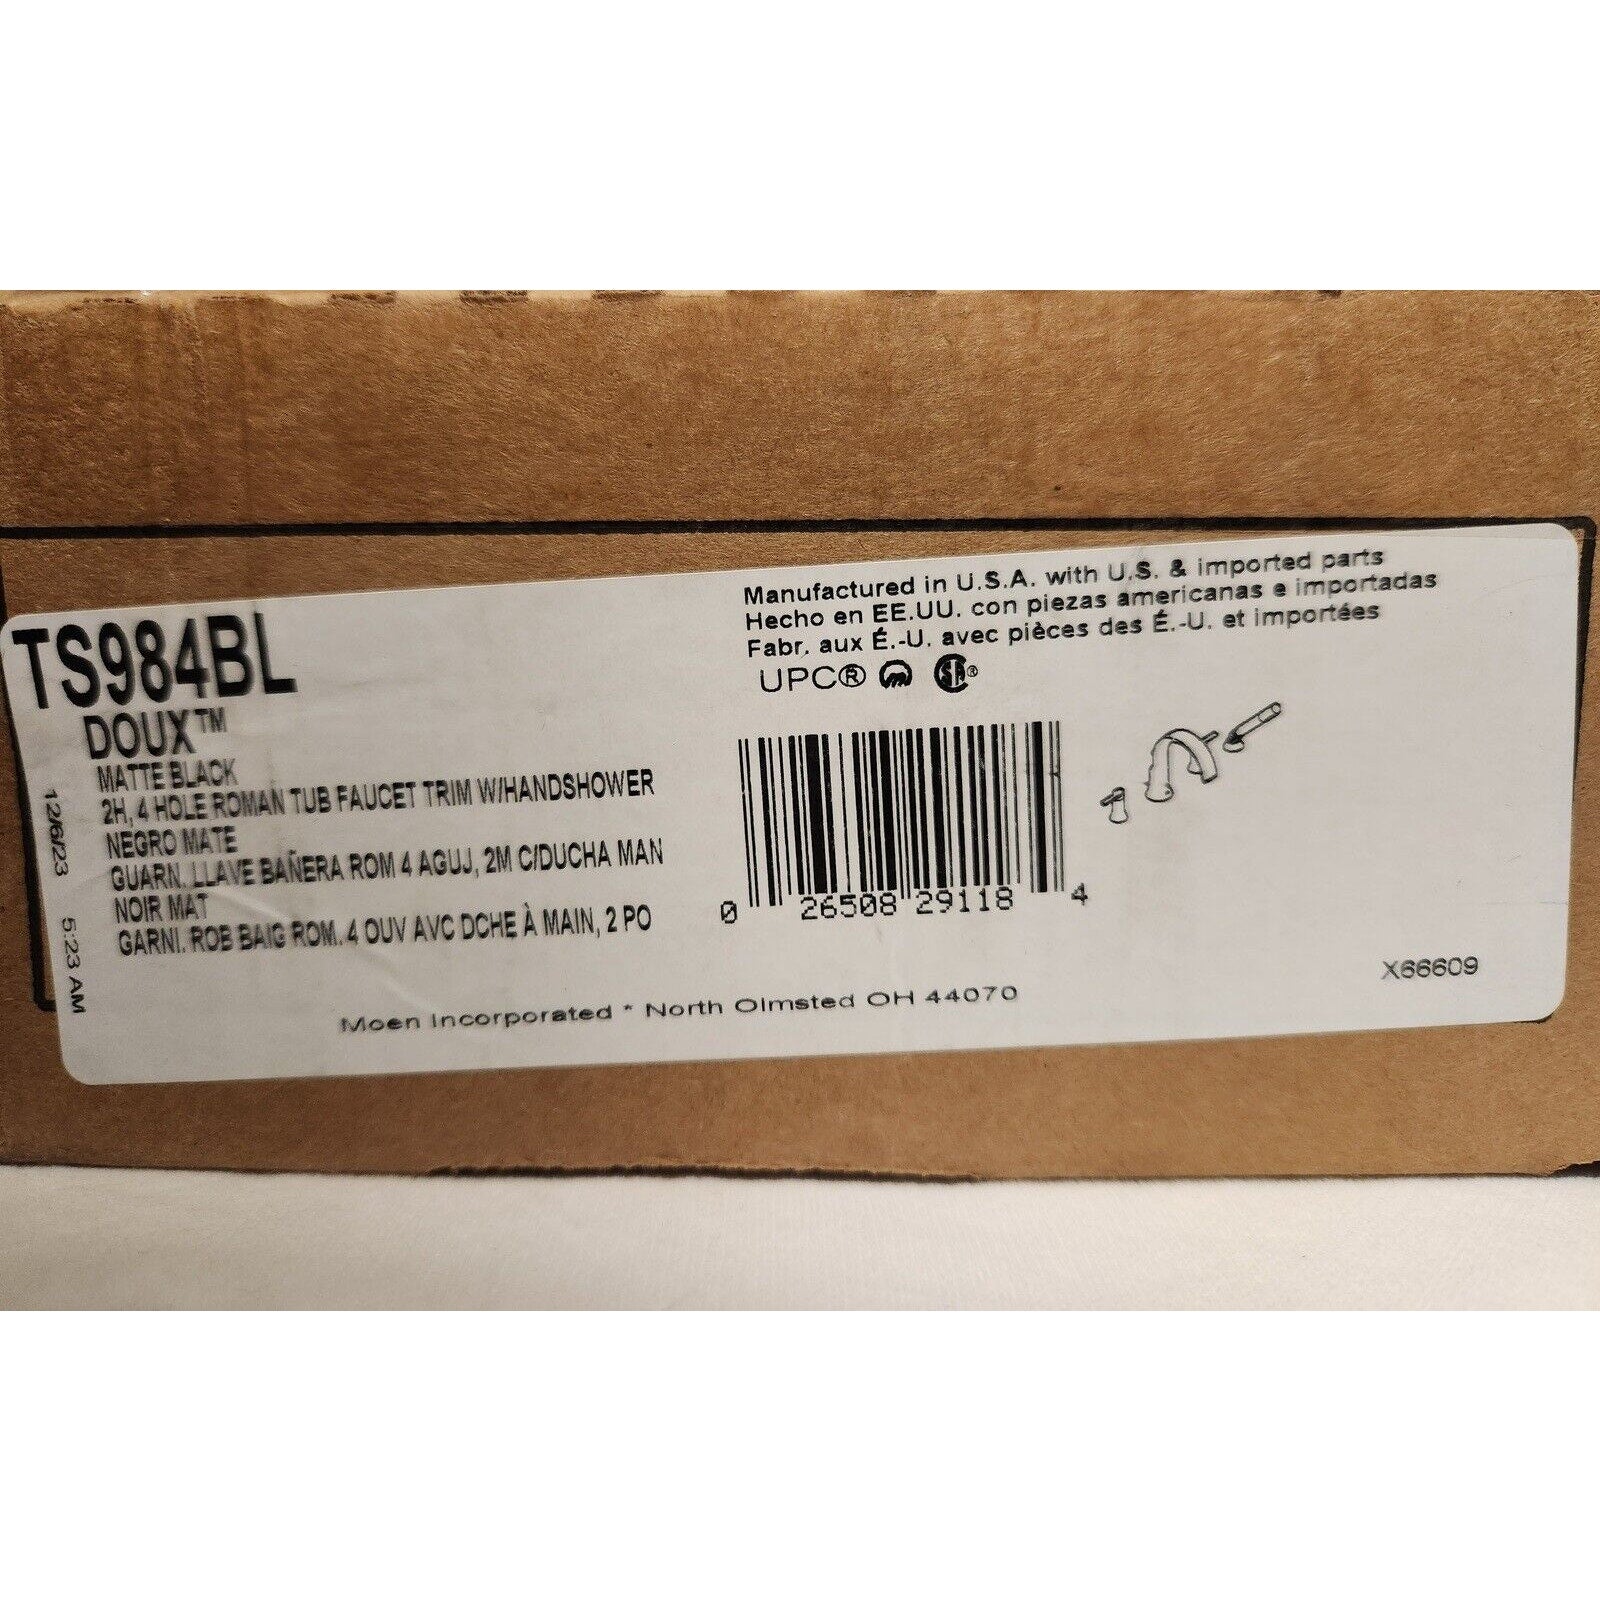 TS984BL
DOUX™
MATTE BLACK
2H, 4 HOLE ROMAN TUB FAUCET TRIM W/HANDSHOWER
NEGRO MATE
GUARN. LLAVE BAÑERA ROM 4 AGUJ, 2M C/DUCHA MAN
NOIR MAT
GARNI. ROB BAIG ROM. 4 OUV AVC DCHE À MAIN, 2 PO
12/6/23 5:23 AM
Manufactured in U.S.A. with U.S. & imported parts
Hecho en EE.UU. con piezas americanas e importadas
Fabr. aux É.-U. avec pièces des É.-U. et importées
UPC® SA®
0 26508 29118 4
X66609
Moen Incorporated * North Olmsted OH 44070